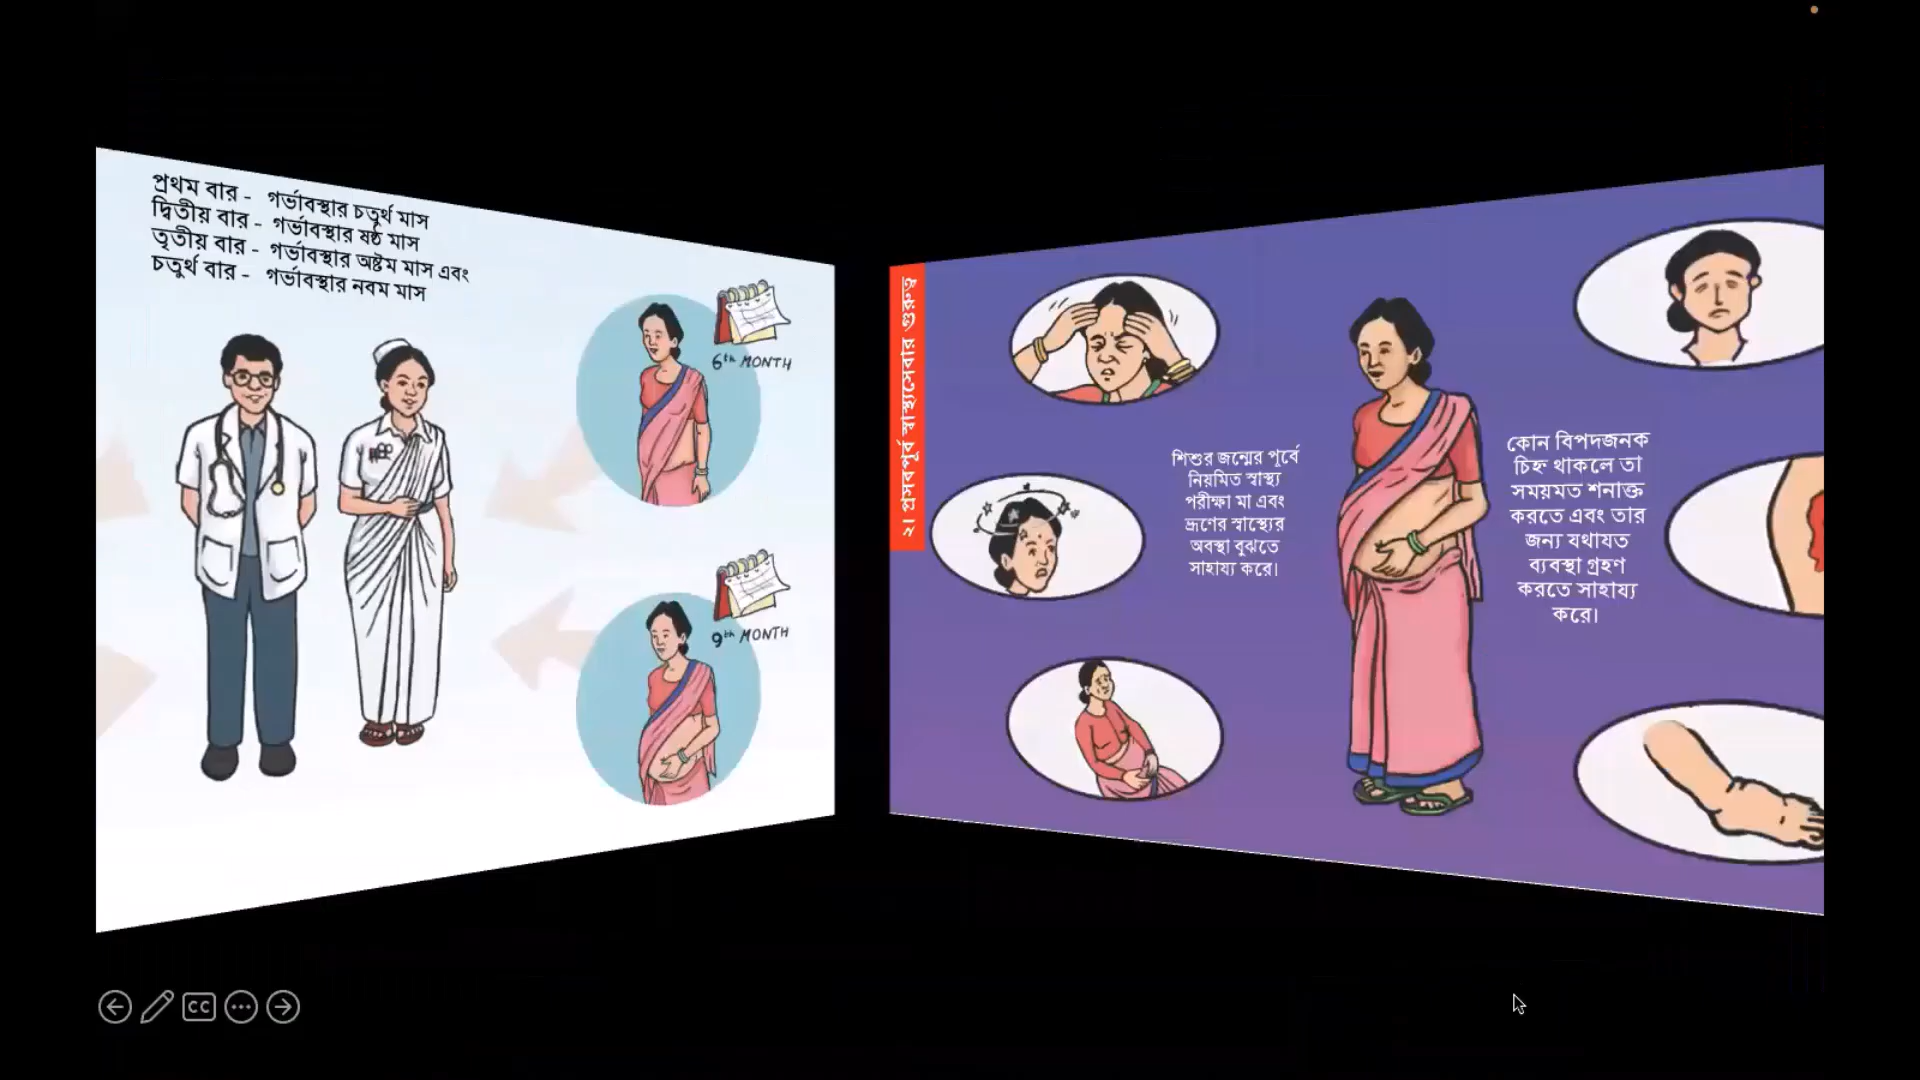 প্রথম বার - গর্ভাবস্থার চতুর্থ মাস
দ্বিতীয় বার - গর্ভাবস্থার ষষ্ঠ মাস
তৃতীয় বার - গর্ভাবস্থার অষ্টম মাস এবং
চতুর্থ বার - গর্ভাবস্থার নবম মাস
6th MONTH
9th MONTH
২। প্রসবপূর্ব স্বাস্থ্যসেবার গুরুত্ব
শিশুর জন্মের পূর্বে
নিয়মিত স্বাস্থ্য
পরীক্ষা মা এবং
ভ্রূণের স্বাস্থ্যের
অবস্থা বুঝতে
সাহায্য করে।
কোন বিপদজনক
চিহ্ন থাকলে তা
সময়মত শনাক্ত
করতে এবং তার
জন্য যথাযত
ব্যবস্থা গ্রহণ
করতে সাহায্য
করে।
CC